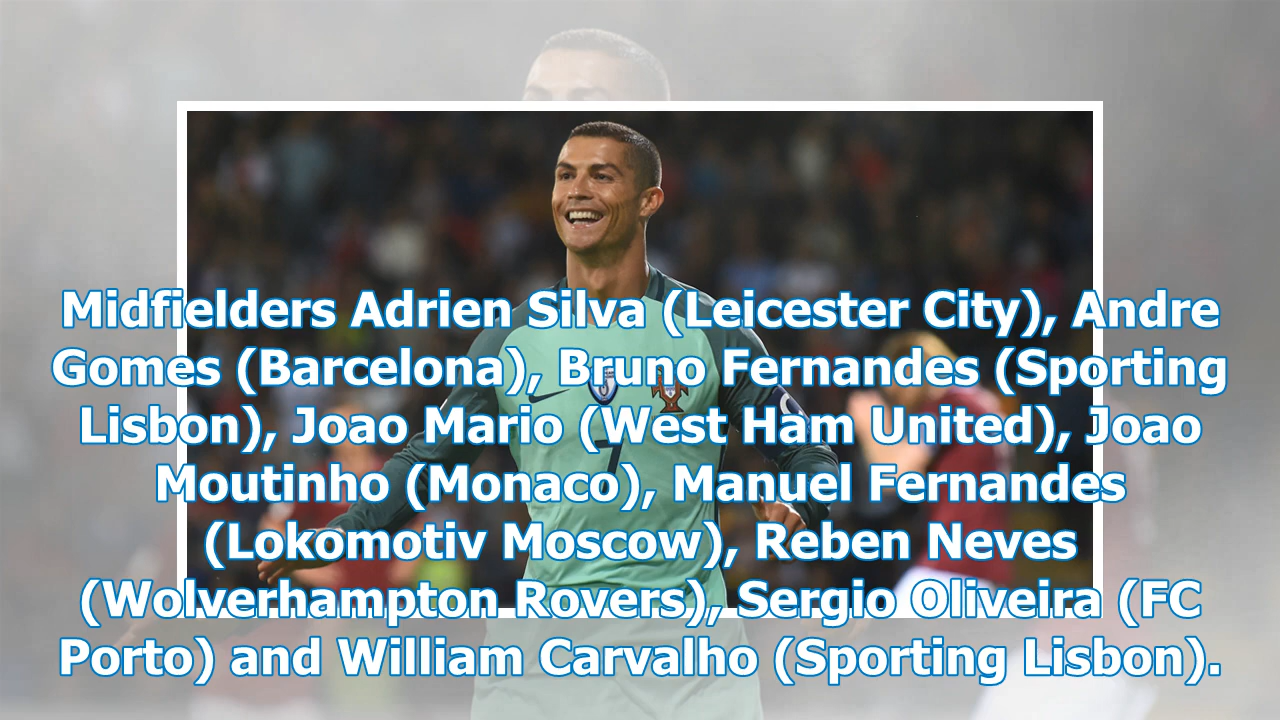 Midfielders Adrien Silva (Leicester City), Andre
Gomes (Barcelona), Bruno Fernandes (Sporting
Lisbon), Joao Mario (West Ham United), Joao
Moutinho (Monaco), Manuel Fernandes
(Lokomotiv Moscow), Reben Neves
(Wolverhampton Rovers), Sergio Oliveira (FC
Porto) and William Carvalho (Sporting Lisbon).
7